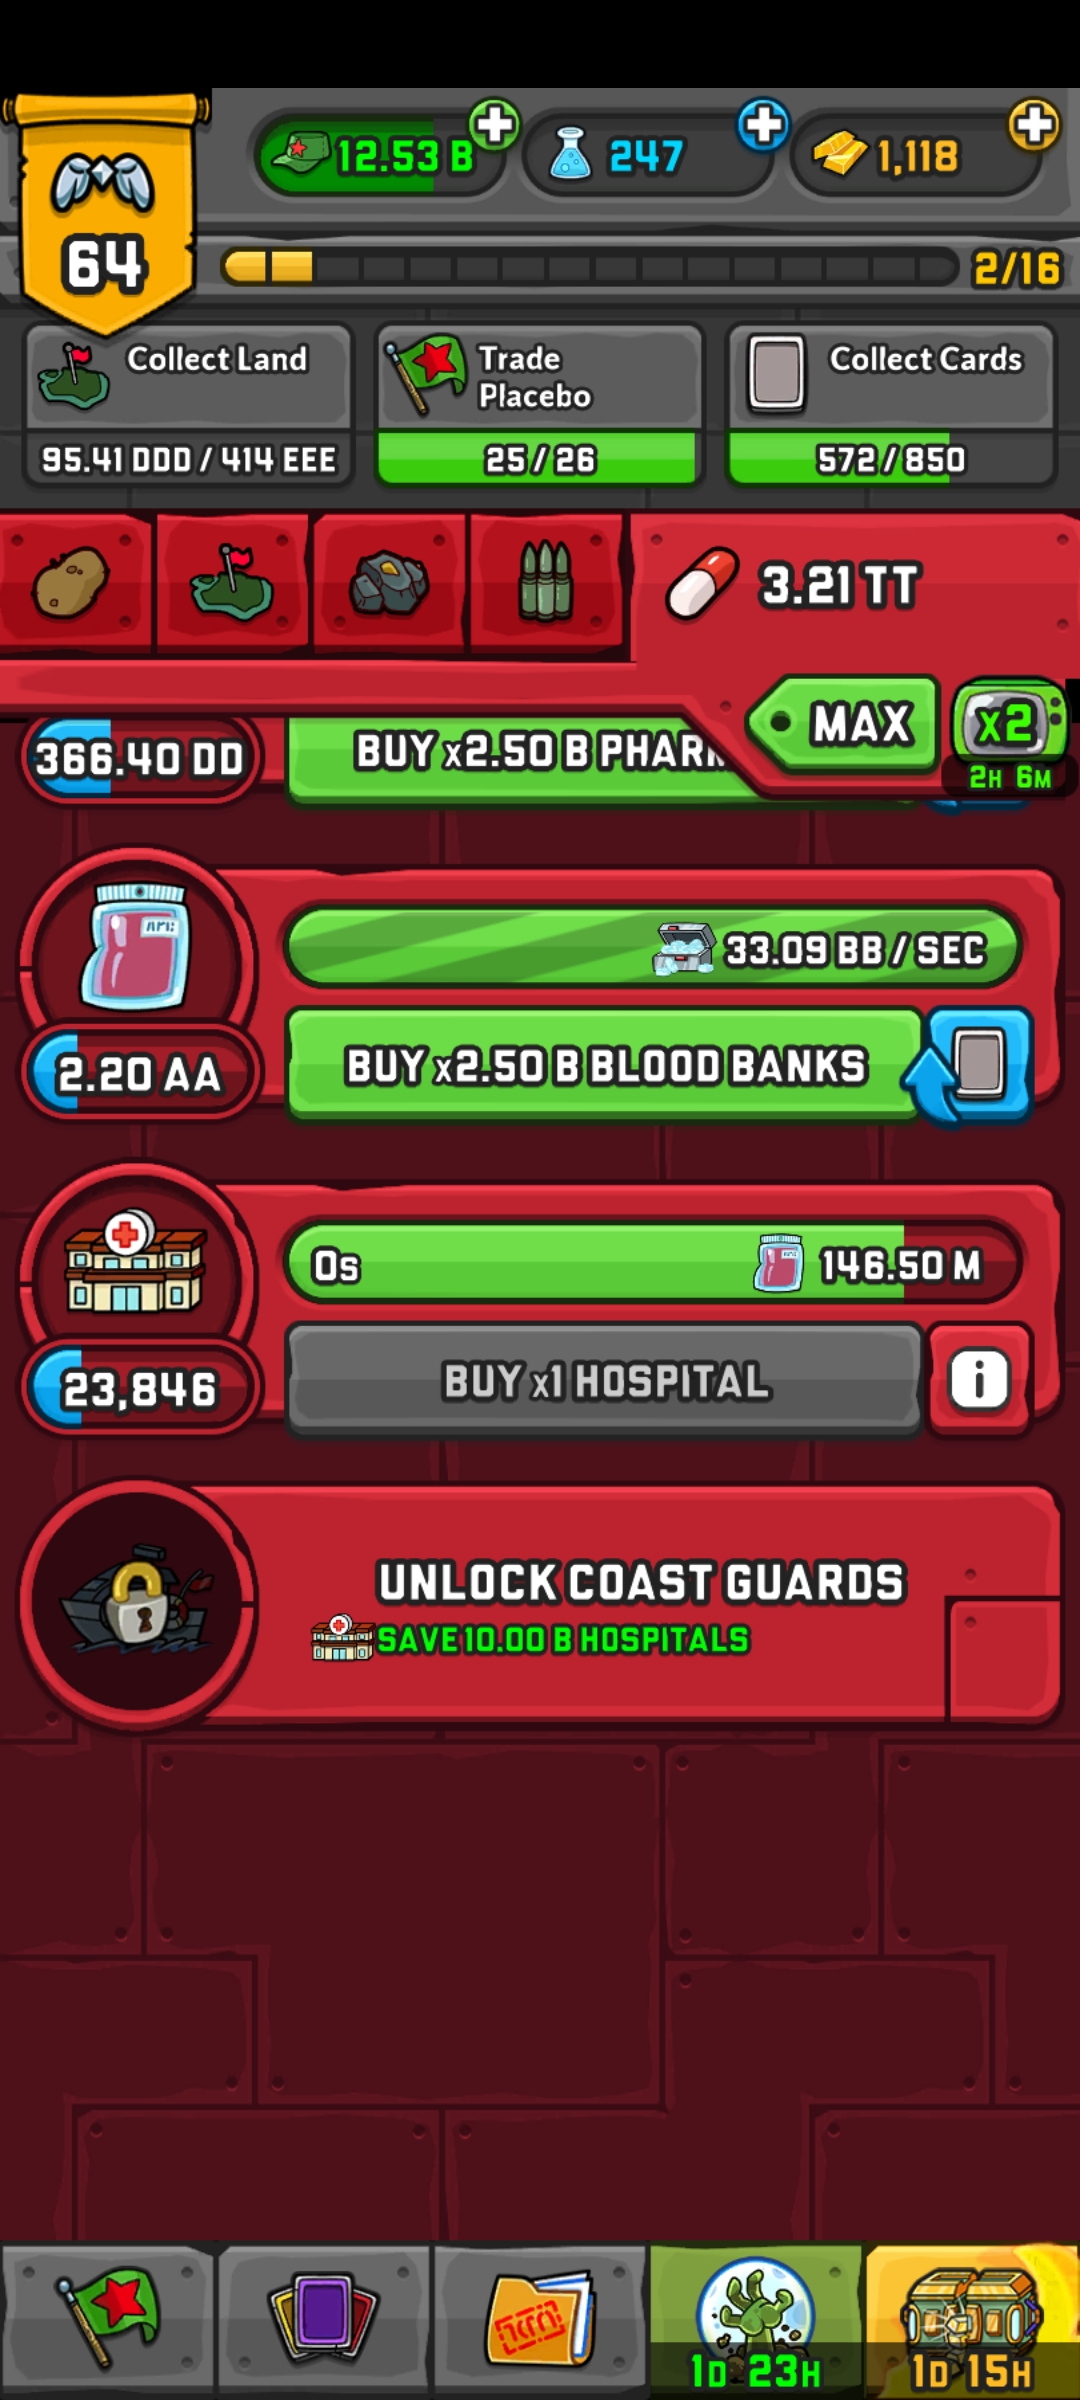 12.53 B
247
1,118
64
2/16
Collect Land
95.41 DDD / 414 EEE
Trade
Placebo
25 / 26
Collect Cards
572 / 850
3.21 TT
MAX
x2
2H 6M
366.40 DD
BUY x2.50 B PHAR
33.09 BB / SEC
2.20 AA
BUY x2.50 B BLOOD BANKS
0s
146.50 M
23,846
BUY x1 HOSPITAL
i
UNLOCK COAST GUARDS
SAVE 10.00 B HOSPITALS
1D 23H
1D 15H